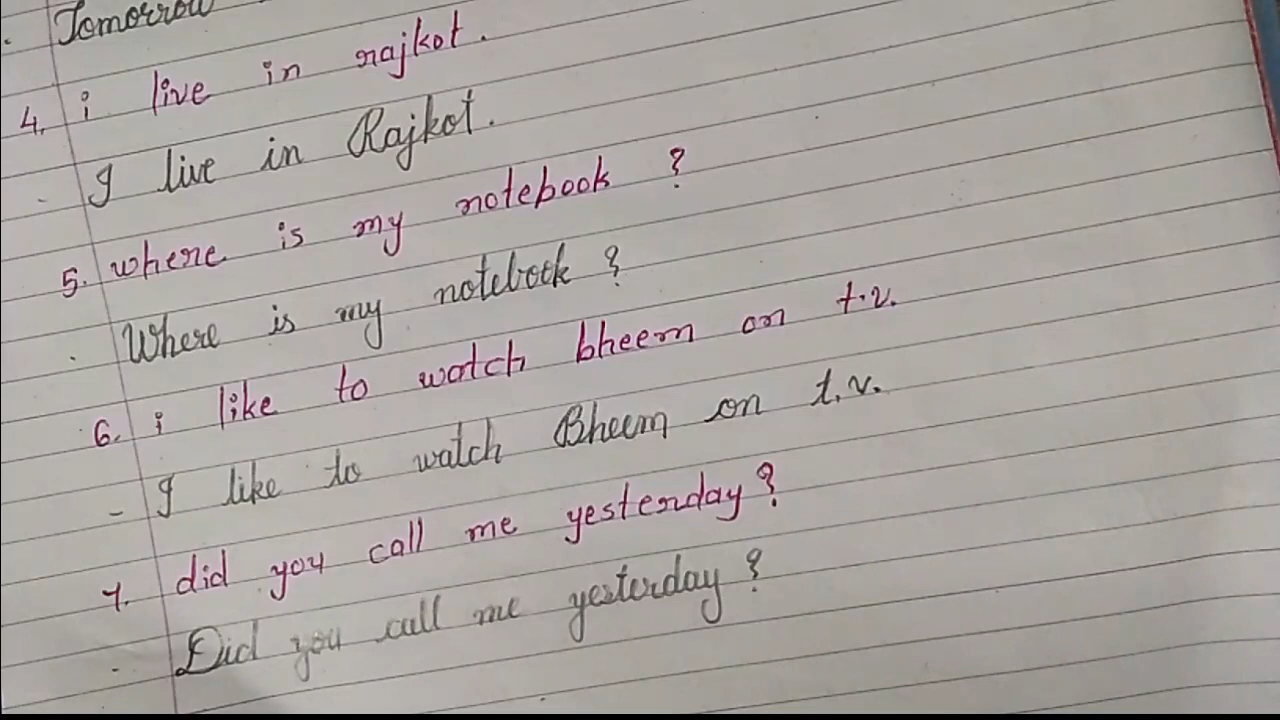 . Tomorrow
4. i live in rajkot.
. I live in Rajkot.
5. where is my notebook ?
. Where is my notebook ?
6. i like to watch bheem on t.v.
- I like to watch Bheem on t.v.
7. did you call me yesterday?
. Did you call me yesterday?